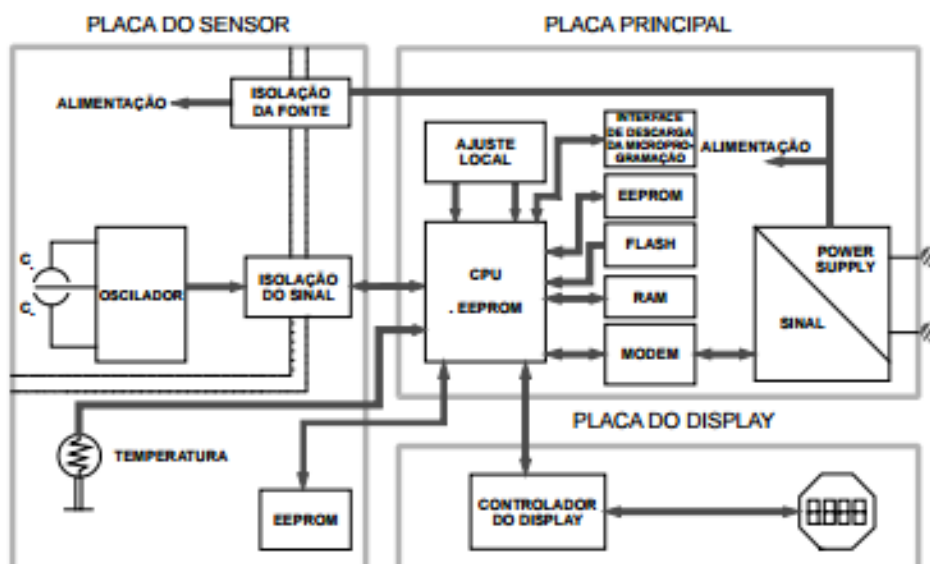 PLACA DO SENSOR
PLACA PRINCIPAL
ALIMENTAÇÃO
ISOLAÇÃO
DA FONTE
AJUSTE
LOCAL
INTERFACE
DE DESCARGA
DA MICROPRO-
GRAMAÇÃO
ALIMENTAÇÃO
EEPROM
FLASH
RAM
MODEM
CPU
. EEPROM
POWER
SUPPLY
SINAL
OSCILADOR
ISOLAÇÃO
DO SINAL
C
C
TEMPERATURA
EEPROM
PLACA DO DISPLAY
CONTROLADOR
DO DISPLAY